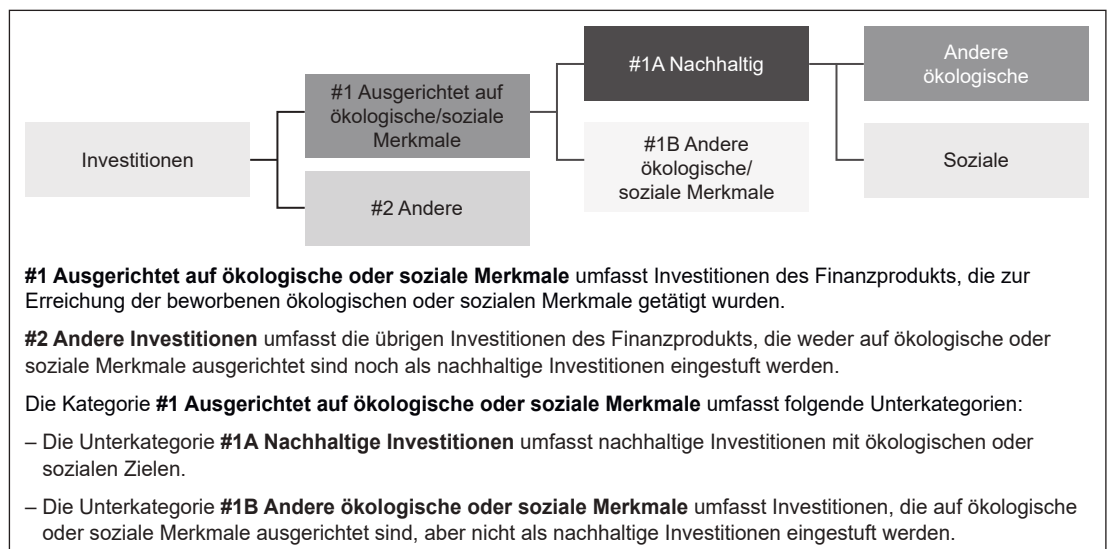 Investitionen
#1 Ausgerichtet auf
ökologische/soziale
Merkmale
#2 Andere
#1A Nachhaltig
#1B Andere
ökologische/
soziale Merkmale
Andere
ökologische
Soziale
#1 Ausgerichtet auf ökologische oder soziale Merkmale umfasst Investitionen des Finanzprodukts, die zur
Erreichung der beworbenen ökologischen oder sozialen Merkmale getätigt wurden.
#2 Andere Investitionen umfasst die übrigen Investitionen des Finanzprodukts, die weder auf ökologische oder
soziale Merkmale ausgerichtet sind noch als nachhaltige Investitionen eingestuft werden.
Die Kategorie #1 Ausgerichtet auf ökologische oder soziale Merkmale umfasst folgende Unterkategorien:
– Die Unterkategorie #1A Nachhaltige Investitionen umfasst nachhaltige Investitionen mit ökologischen oder
sozialen Zielen.
– Die Unterkategorie #1B Andere ökologische oder soziale Merkmale umfasst Investitionen, die auf ökologische
oder soziale Merkmale ausgerichtet sind, aber nicht als nachhaltige Investitionen eingestuft werden.